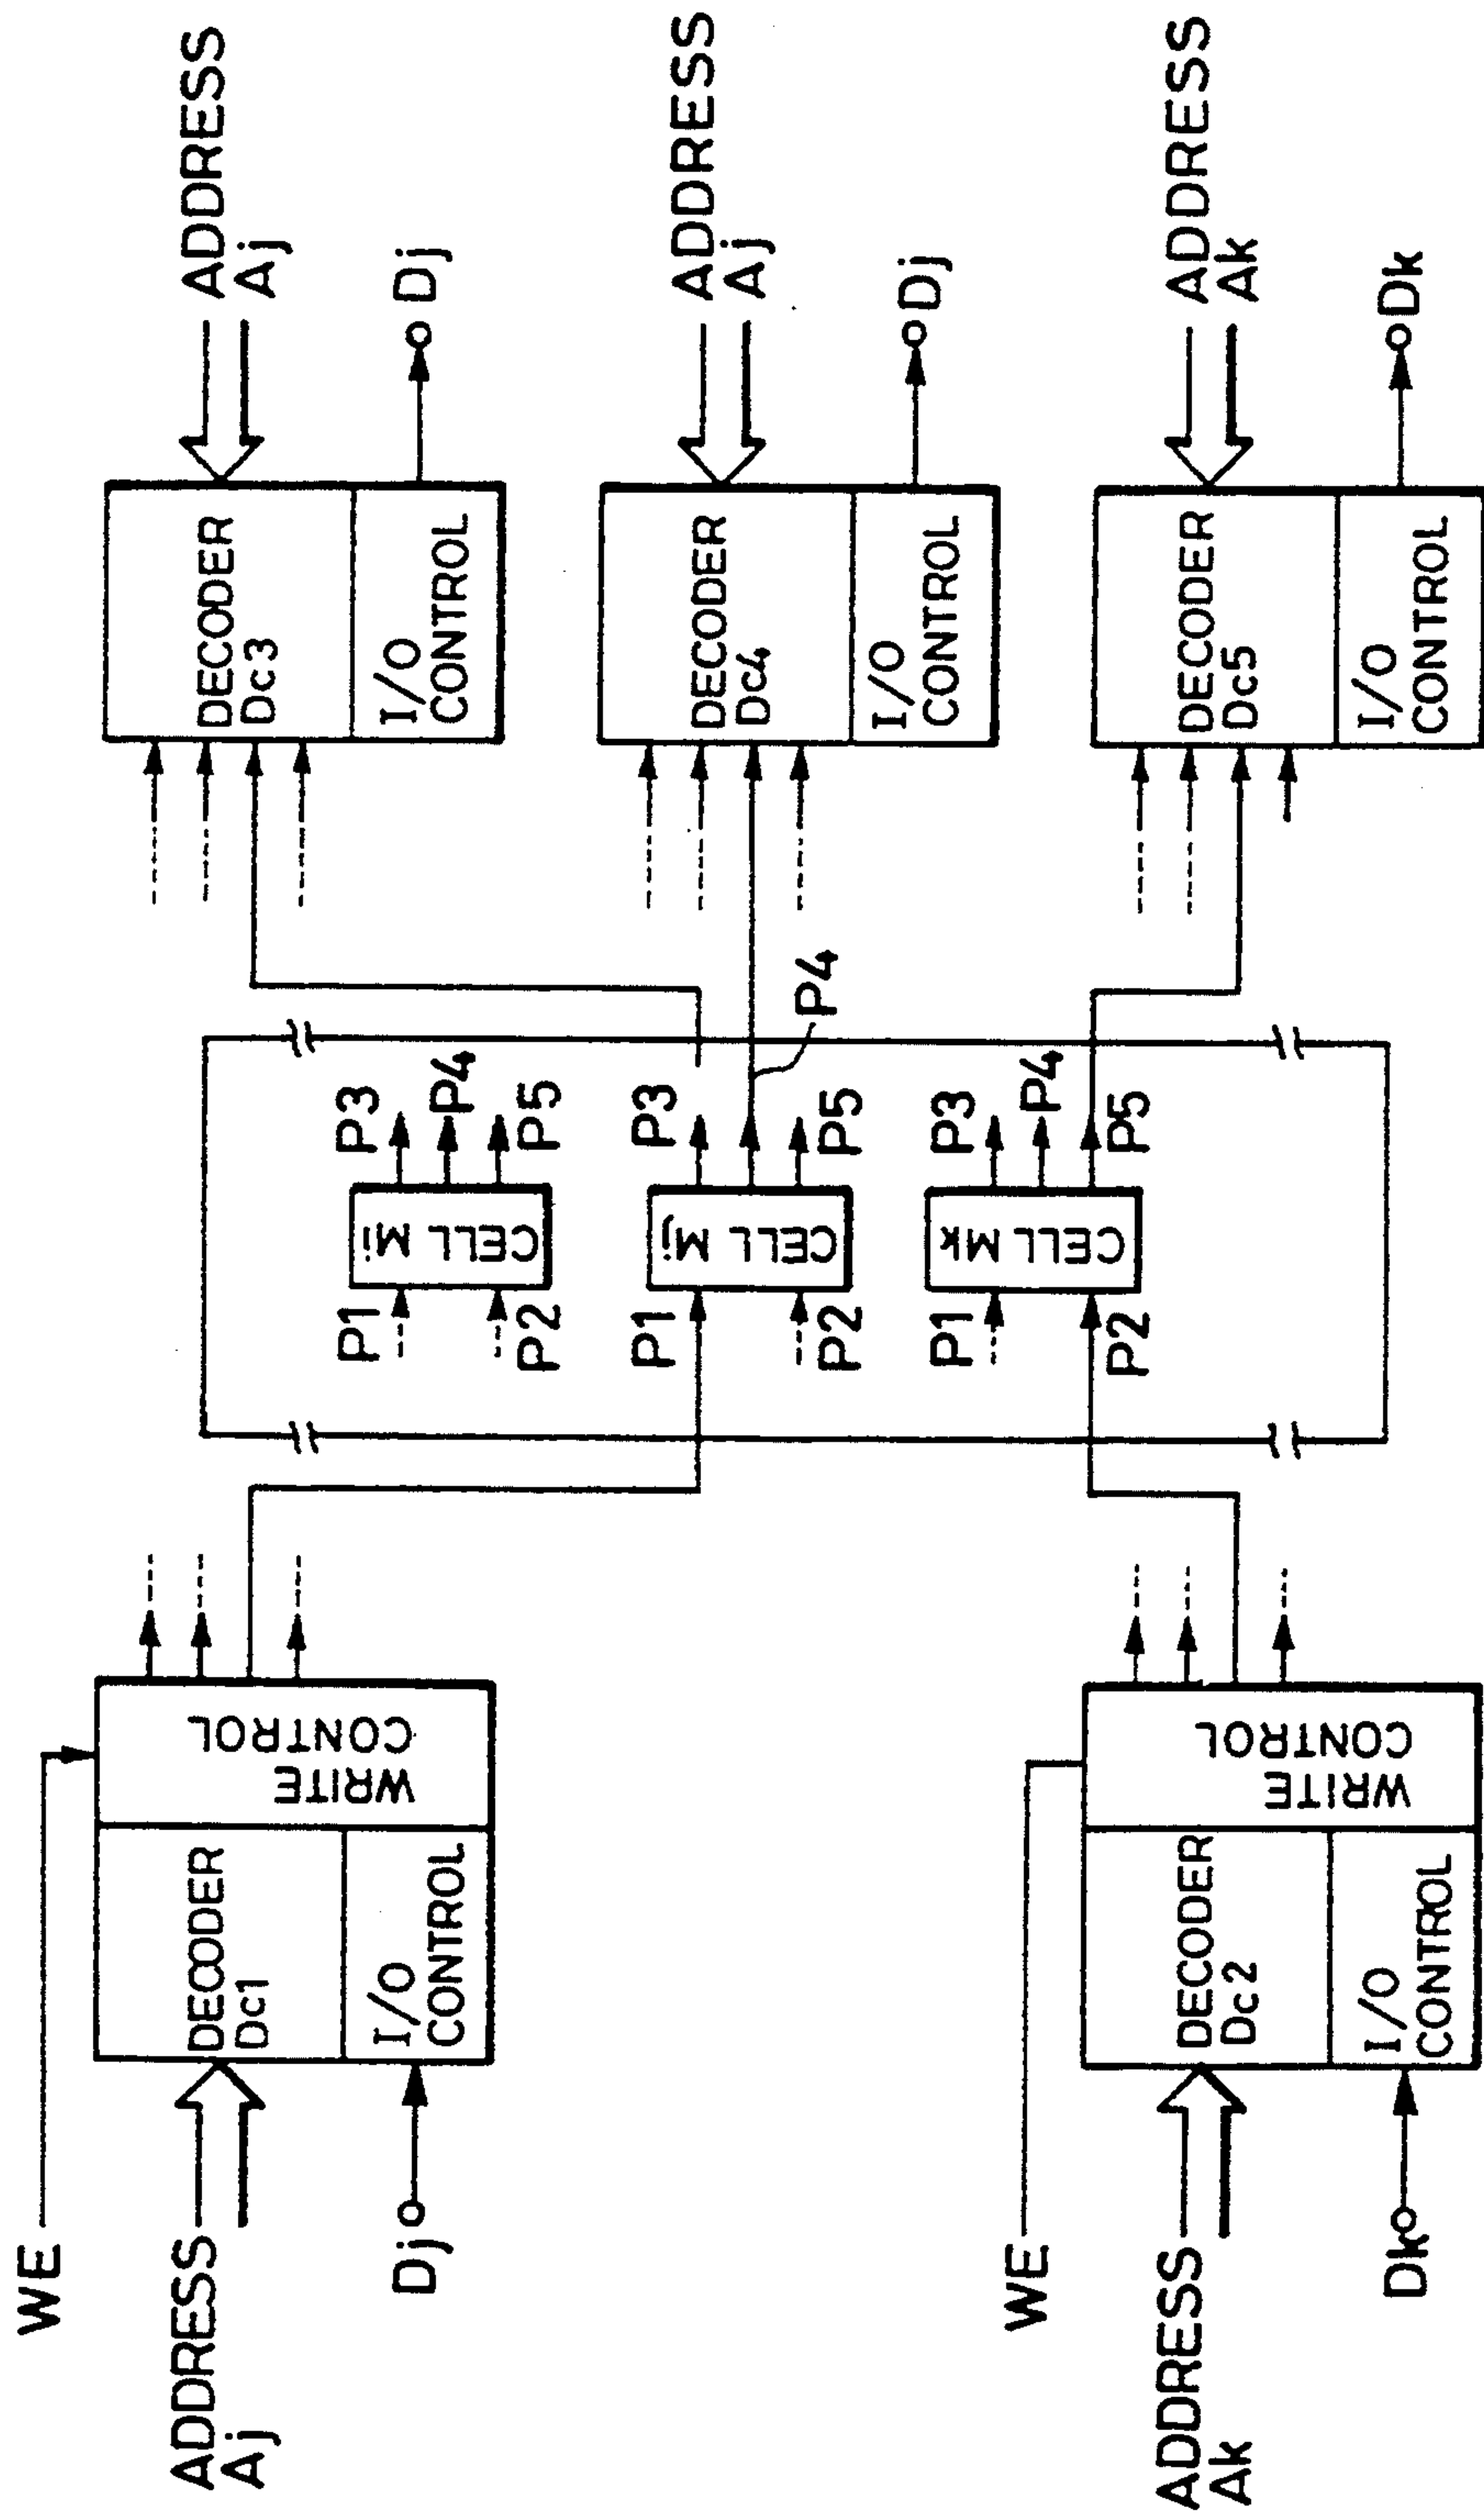 WE
ADDRESS
Aj
Dj
DECODER
Dc1
I/O
CONTROL
WRITE
CONTROL
WE
ADDRESS
Ak
Dk
DECODER
Dc2
I/O
CONTROL
WRITE
CONTROL
P1
P2
CELL Mi
P3
P4
P5
P1
P2
CELL Mj
P3
P4
P5
P1
P2
CELL Mk
P3
P4
P5
DECODER
Dc3
I/O
CONTROL
ADDRESS
Aj
Dj
DECODER
Dc4
I/O
CONTROL
ADDRESS
Aj
Dj
DECODER
Dc5
I/O
CONTROL
ADDRESS
Ak
Dk